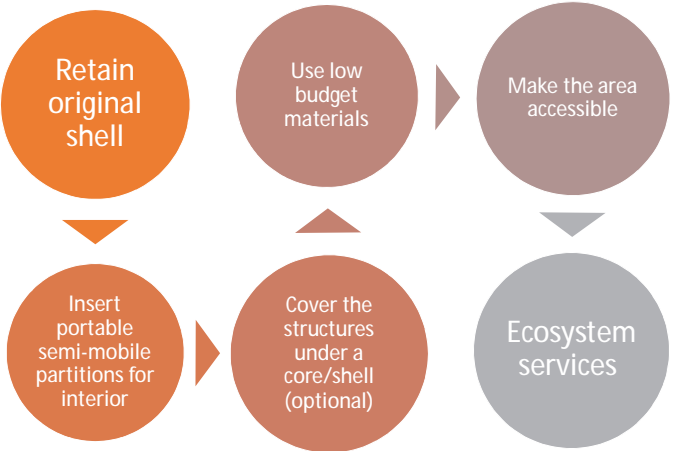 Retain
original
shell
Insert
portable
semi-mobile
partitions for
interior
Cover the
structures
under a
core/shell
(optional)
Use low
budget
materials
Make the area
accessible
Ecosystem
services